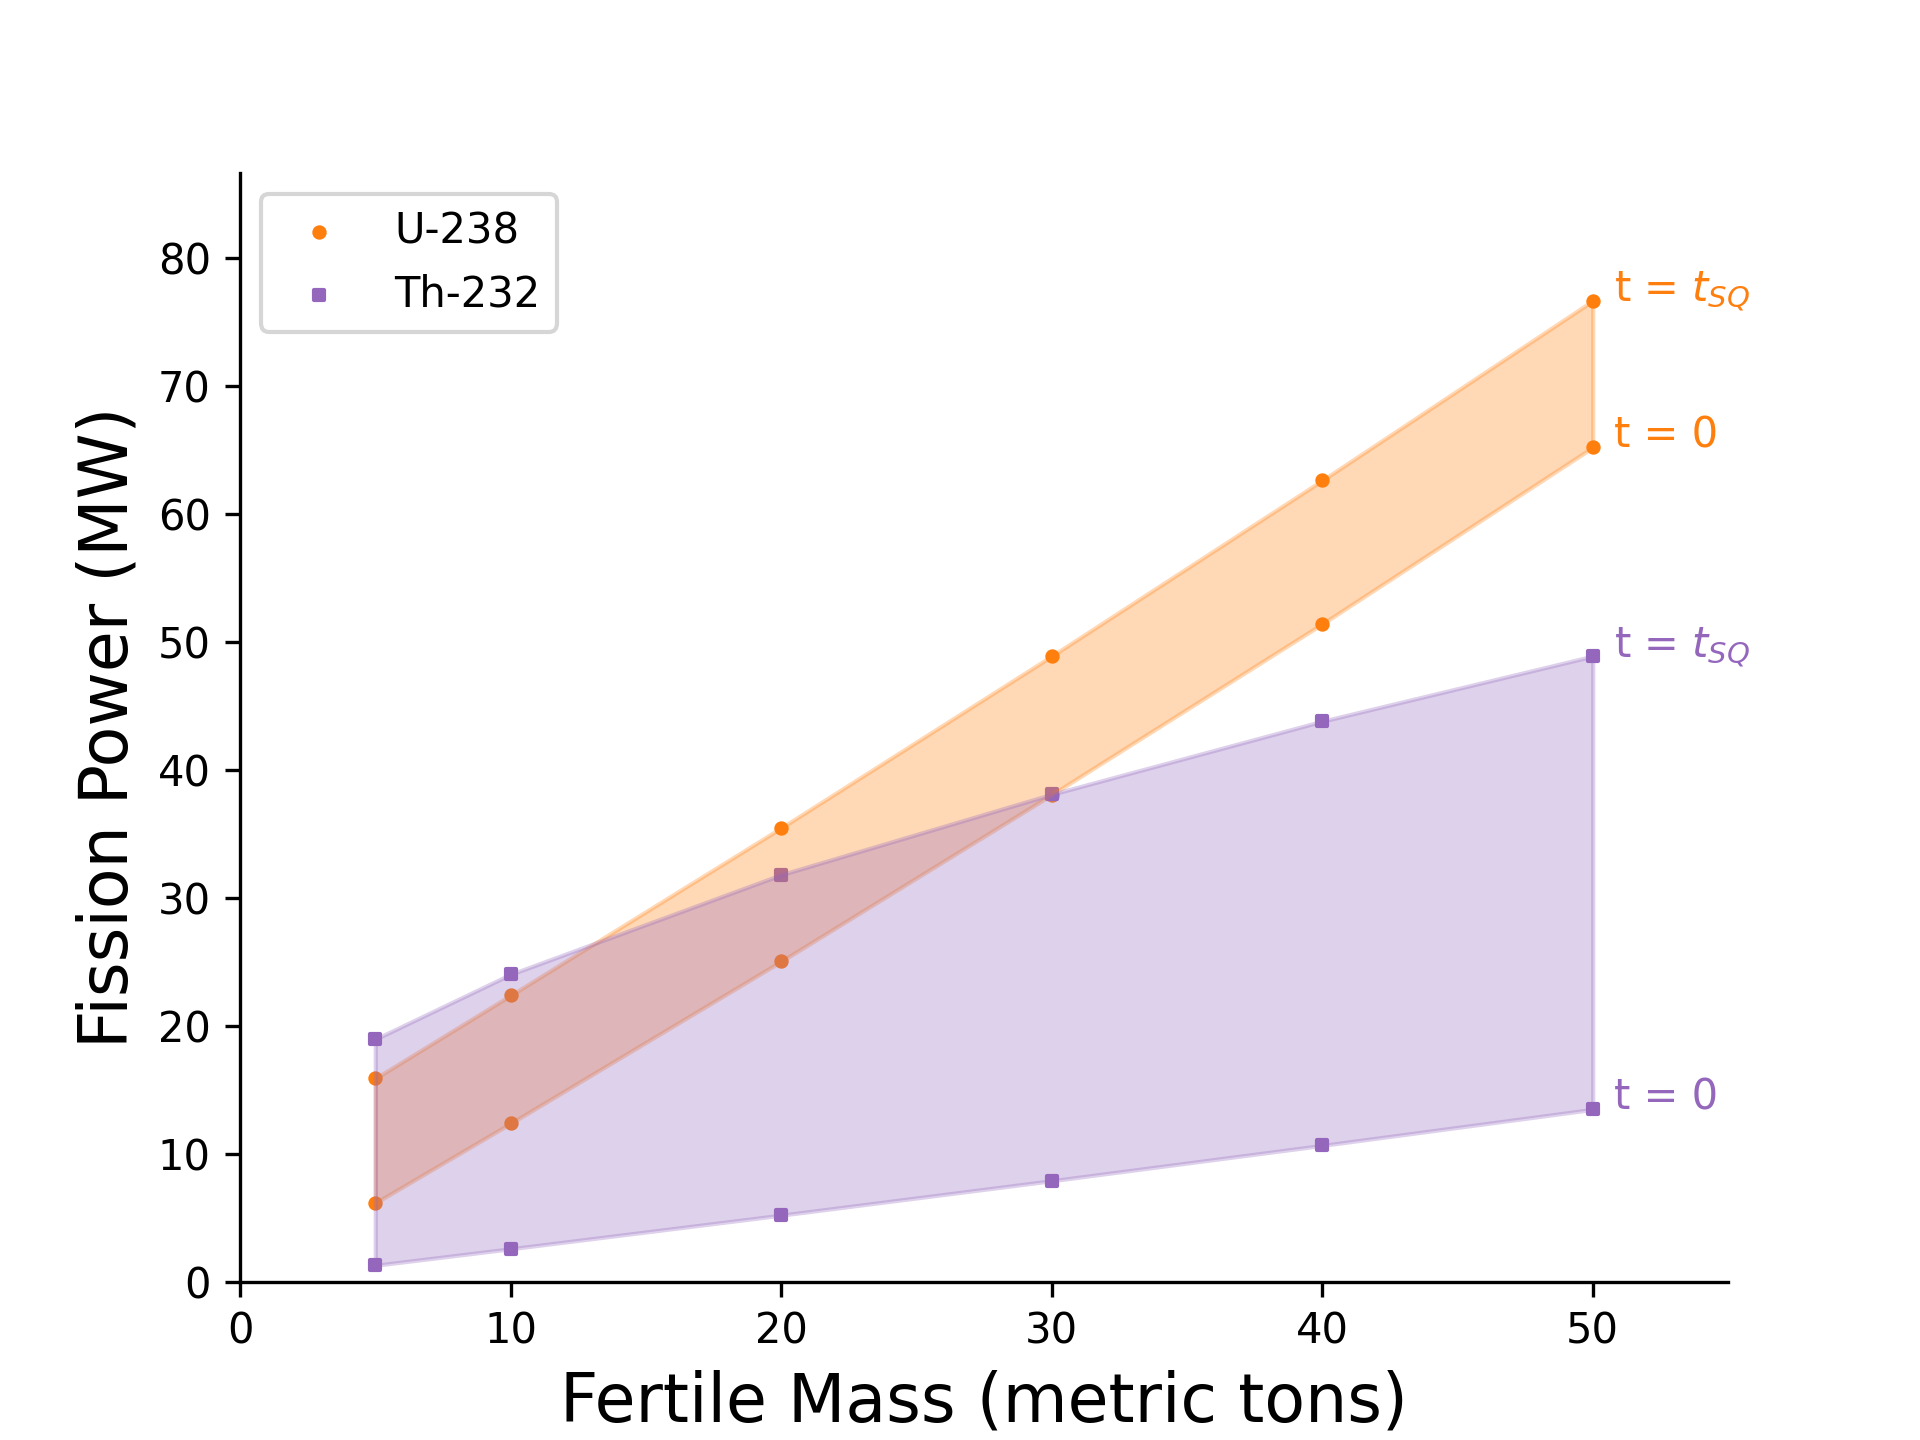 U-238
Th-232
80
70
60
50
40
30
20
10
0
Fission Power (MW)
t = t_SQ
t = 0
t = t_SQ
t = 0
0 10 20 30 40 50
Fertile Mass (metric tons)